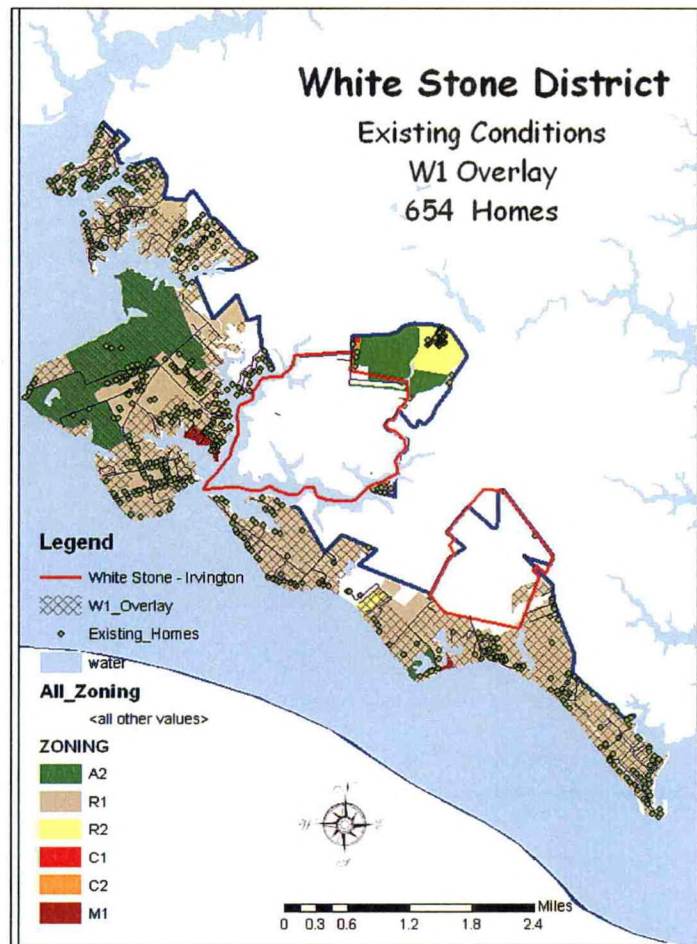 White Stone District
Existing Conditions
W1 Overlay
654 Homes
Legend
White Stone - Irvington
W1_Overlay
Existing_Homes
water
All_Zoning
<all other values>
ZONING
A2
R1
R2
C1
C2
M1
Miles
0 0.3 0.6 1.2 1.8 2.4